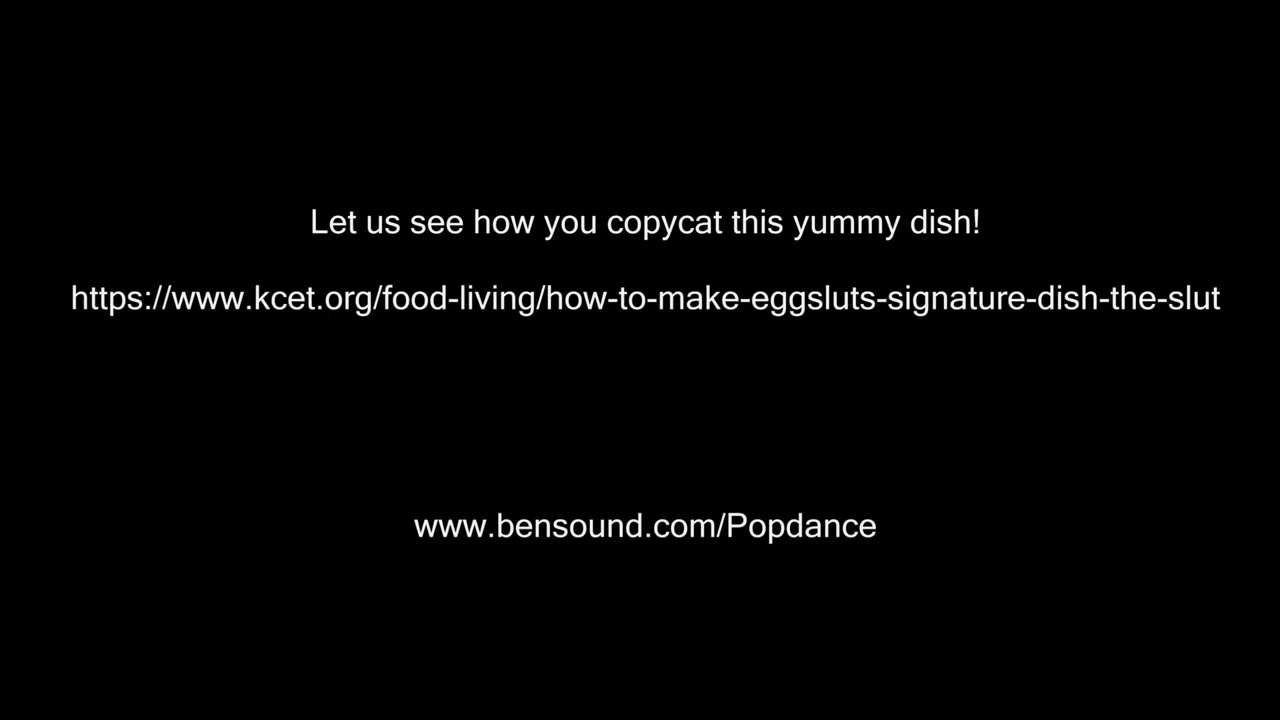 Let us see how you copycat this yummy dish!
https://www.kcet.org/food-living/how-to-make-eggsluts-signature-dish-the-slut
www.bensound.com/Popdance